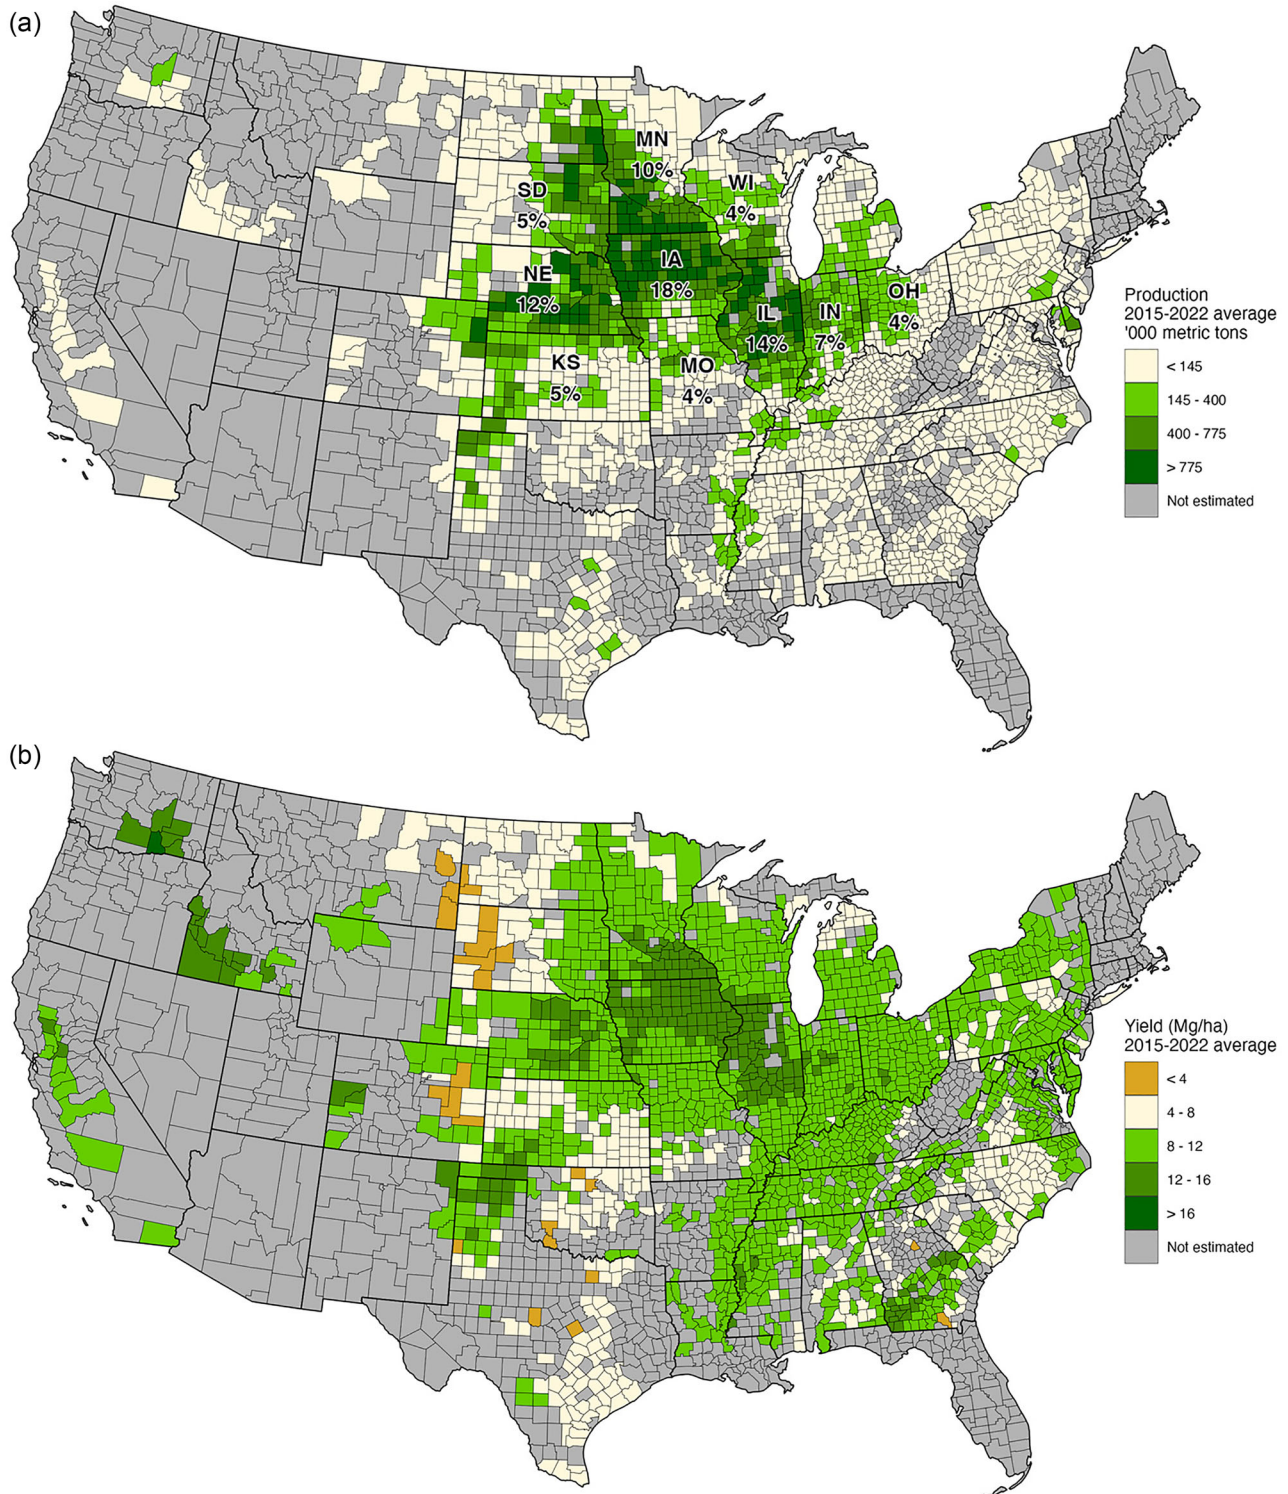 (a)
MN
10%
WI
4%
SD
5%
IA
18%
NE
12%
OH
4%
IL
14%
IN
7%
KS
5%
MO
4%
Production
2015-2022 average
'000 metric tons
< 145
145 - 400
400 - 775
> 775
Not estimated
(b)
Yield (Mg/ha)
2015-2022 average
< 4
4 - 8
8 - 12
12 - 16
> 16
Not estimated